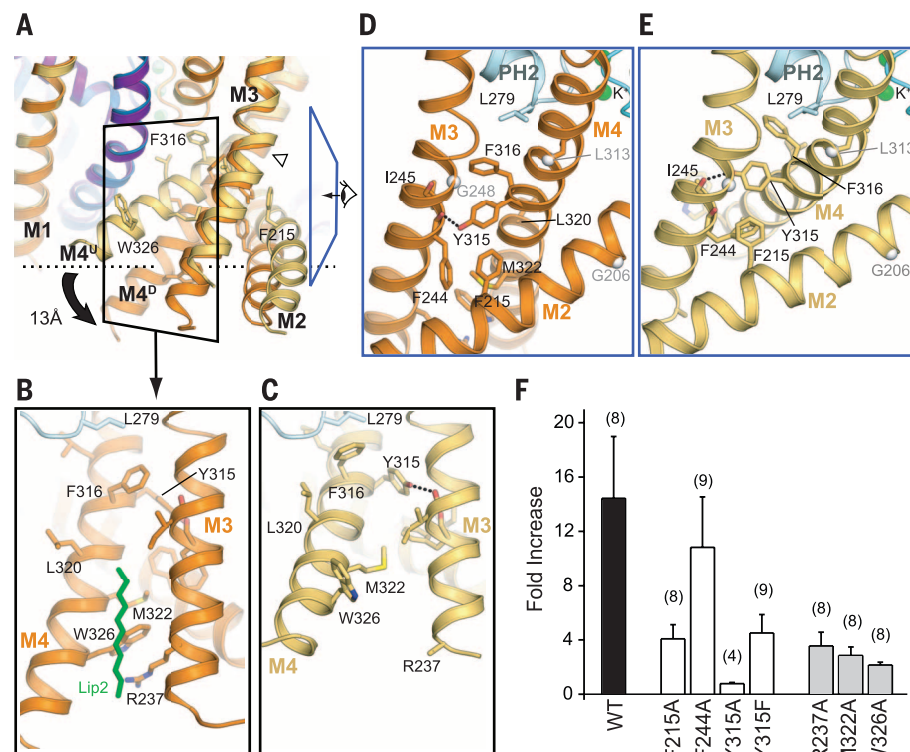 A
M3
F316
M1
F215
M4ᵁ
W326
M4ᴰ
13Å
M2
D
PH2
L279
K⁺
M3
M4
F316
L313
I245
G248
L320
Y315
M322
F244
F215
M2
E
PH2
L279
K⁺
M3
L313
I245
F316
M4
F244
Y315
F215
G206
M2
G206
B
L279
F316
Y315
M3
L320
M322
W326
M4
Lip2
R237
C
L279
Y315
F316
M3
L320
M322
W326
M4
R237
F
Fold Increase
20
16
12
8
4
0
(8)
(8)
(9)
(4)
(9)
(8)
(8)
(8)
WT
F215A
F244A
Y315A
Y315F
R237A
M322A
W326A